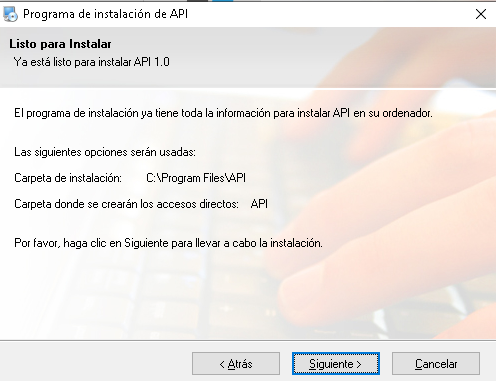 Programa de instalación de API
Listo para Instalar
Ya está listo para instalar API 1.0
El programa de instalación ya tiene toda la información para instalar API en su ordenador.
Las siguientes opciones serán usadas:
Carpeta de instalación: C:\Program Files\API
Carpeta donde se crearán los accesos directos: API
Por favor, haga clic en Siguiente para llevar a cabo la instalación.
< Atrás Siguiente > Cancelar